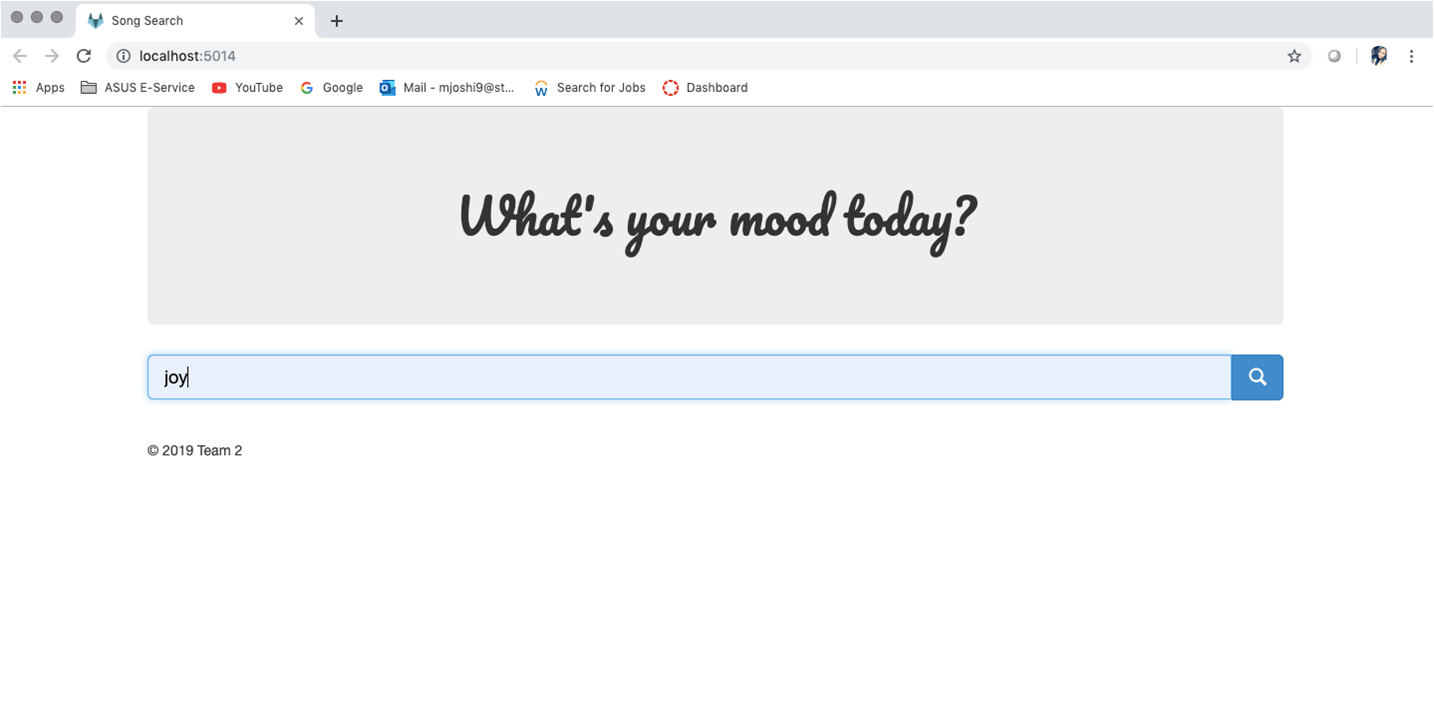 Song Search
localhost:5014
Apps ASUS E-Service YouTube Google Mail - mjoshi9@st... Search for Jobs Dashboard
What's your mood today?
joy
© 2019 Team 2